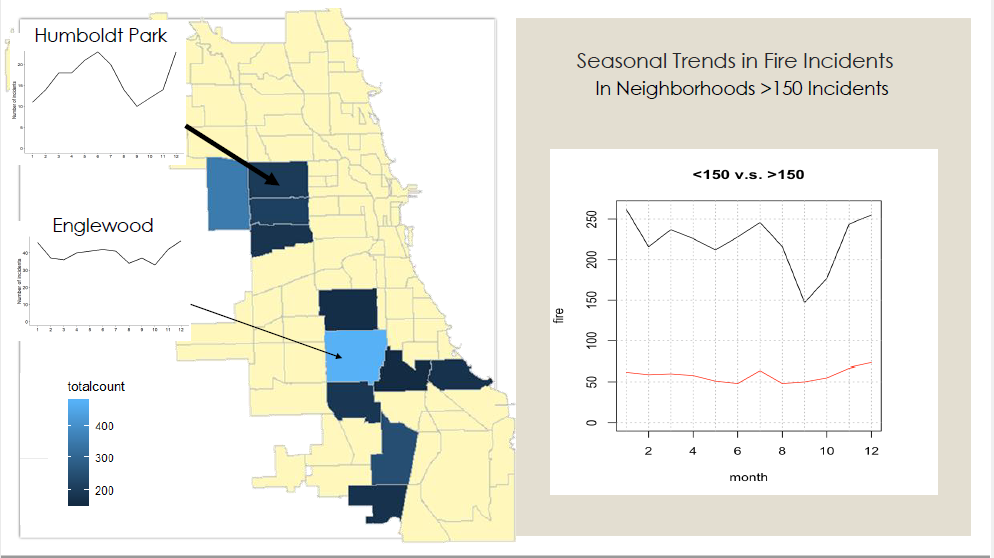 Humboldt Park
Number of incidents
20
15
10
5
0
1 2 3 4 5 6 7 8 9 10 11 12
Englewood
Number of incidents
40
30
20
10
0
1 2 3 4 5 6 7 8 9 10 11 12
totalcount
400
300
200
Seasonal Trends in Fire Incidents
In Neighborhoods >150 Incidents
<150 v.s. >150
fire
250
200
150
100
50
0
2 4 6 8 10 12
month